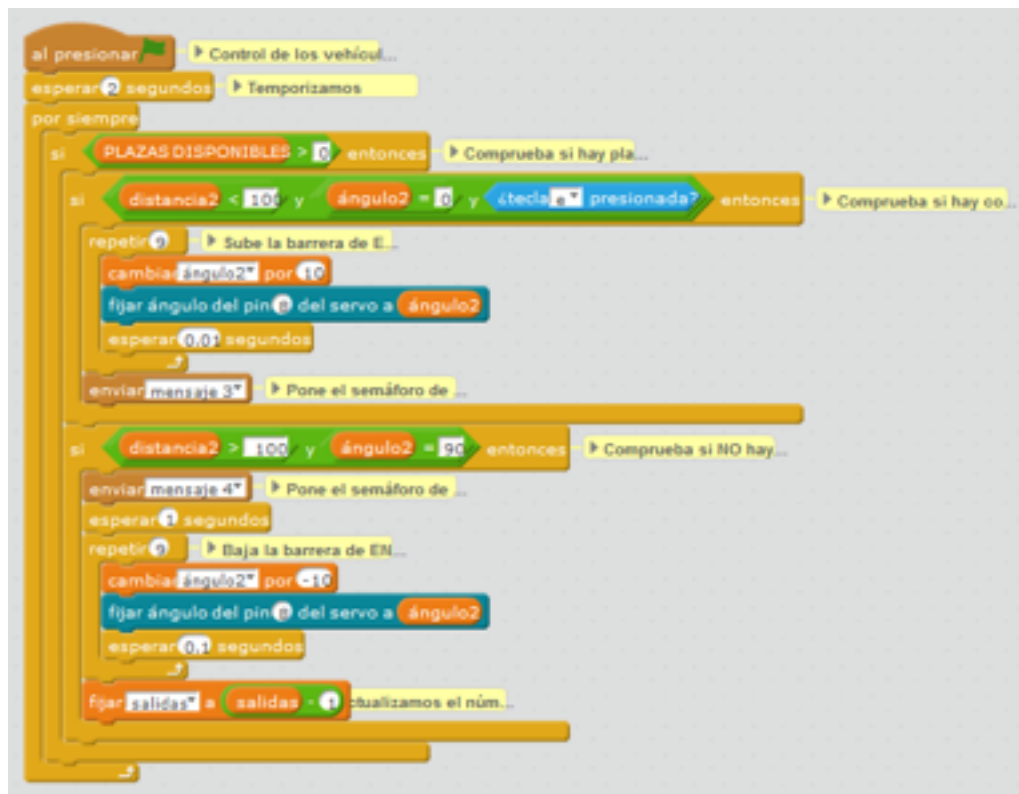 al presionar ▶ Control de los vehícul...
esperar 2 segundos ▶ Temporizamos
por siempre
si PLAZAS DISPONIBLES > 0 entonces ▶ Comprueba si hay pla...
si distancia2 < 100 y ángulo2 = 0 y ¿tecla e presionada? entonces ▶ Comprueba si hay co...
repetir 9 ▶ Sube la barrera de E...
cambiar ángulo2 por 10
fijar ángulo del pin del servo a ángulo2
esperar 0.01 segundos
enviar mensaje 3 ▶ Pone el semáforo de ...
si distancia2 > 100 y ángulo2 = 90 entonces ▶ Comprueba si NO hay...
enviar mensaje 4 ▶ Pone el semáforo de ...
esperar 1 segundos
repetir 9 ▶ Baja la barrera de EN...
cambiar ángulo2 por -10
fijar ángulo del pin del servo a ángulo2
esperar 0.1 segundos
fijar salidas a salidas - 1 ctualizamos el núm...